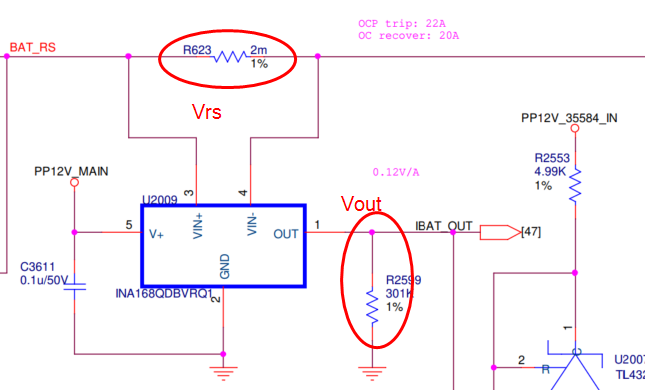 OCP trip: 22A
OC recover: 20A
BAT_RS
R623
2m
1%
Vrs
PP12V_35584_IN
R2553
4.99K
1%
PP12V_MAIN
0.12V/A
U2009
3
4
Vout
5
V+
VIN+
VIN-
OUT
1
IBAT_OUT
[47]
GND
C3611
0.1u/50V
INA168QDBVRQ1
2
R2599
301K
1%
1
C
2
R
U2007
TL432